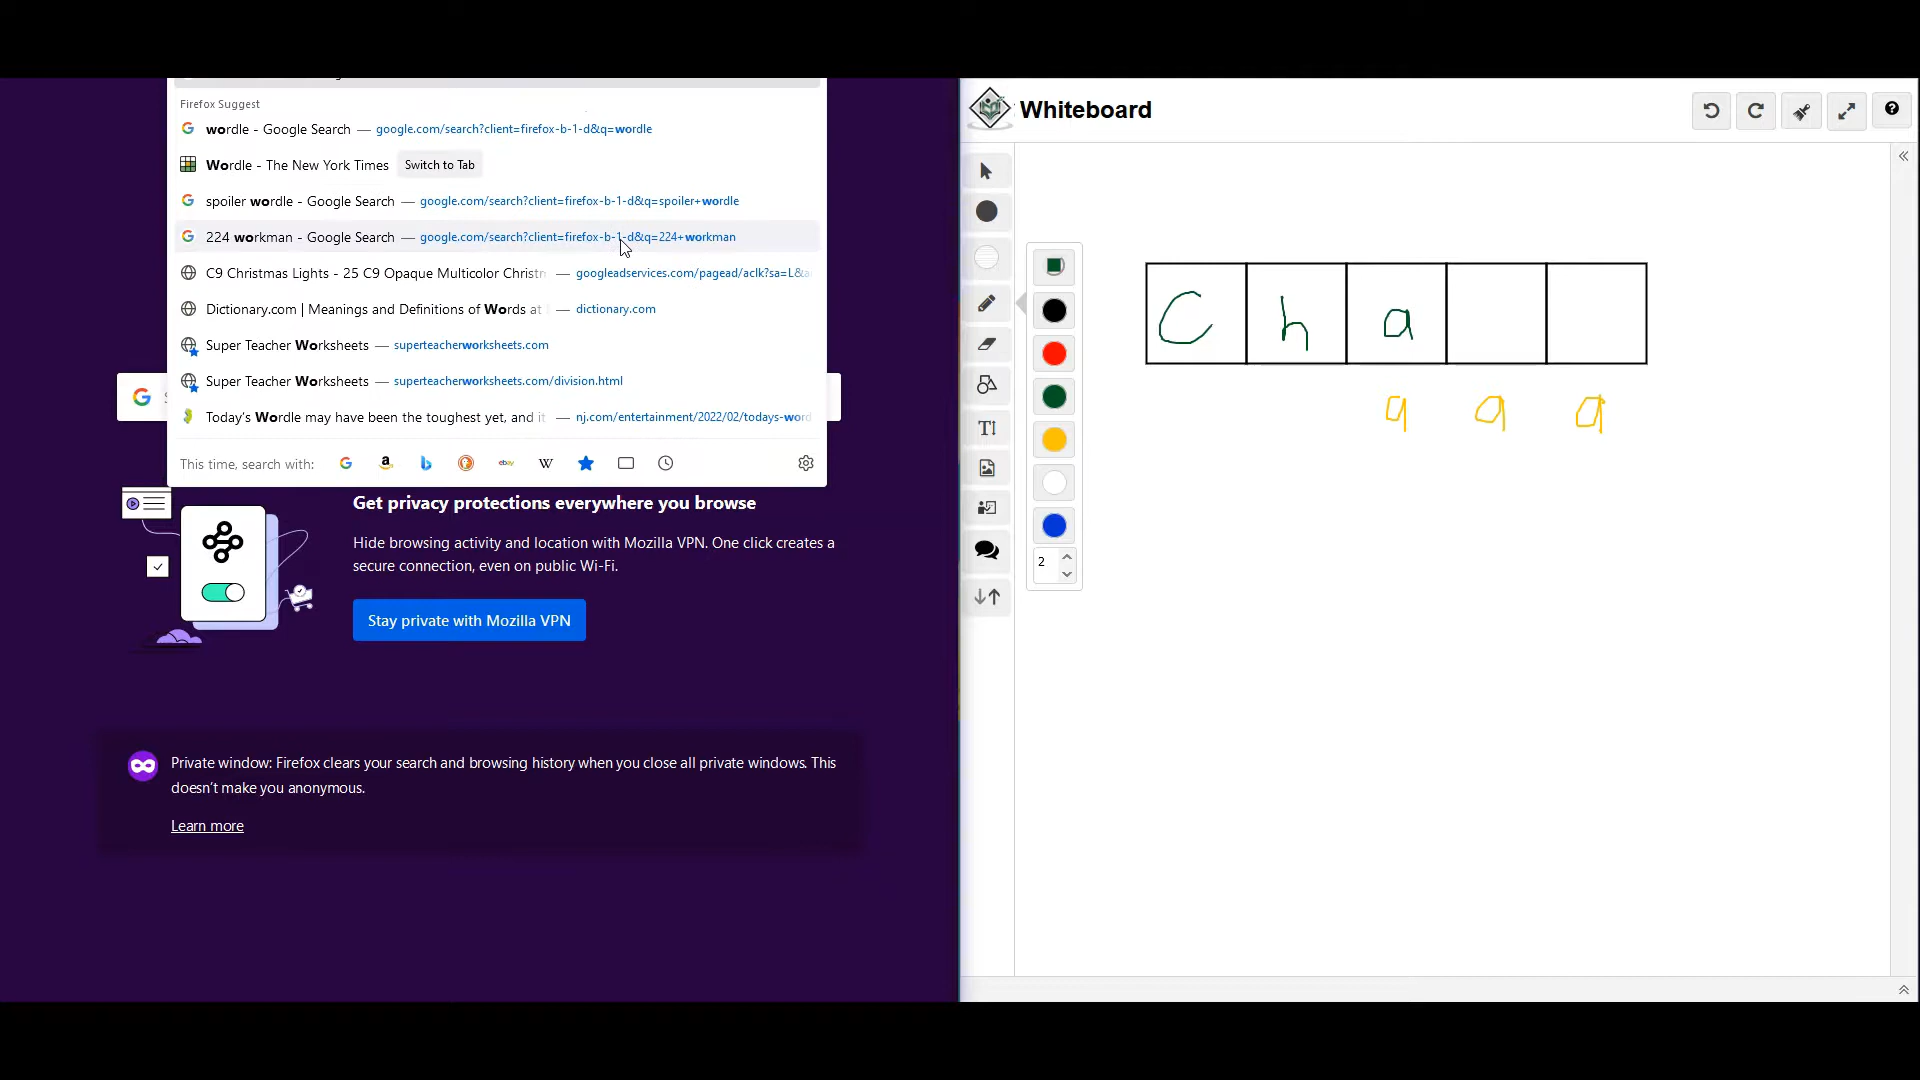 Firefox Suggest
wordle - Google Search — google.com/search?client=firefox-b-1-d&q=wordle
Wordle - The New York Times Switch to Tab
spoiler wordle - Google Search — google.com/search?client=firefox-b-1-d&q=spoiler+wordle
224 workman - Google Search — google.com/search?client=firefox-b-1-d&q=224+workman
C9 Christmas Lights - 25 C9 Opaque Multicolor Christm — googleadservices.com/pagead/aclk?sa=L&a
Dictionary.com | Meanings and Definitions of Words at — dictionary.com
Super Teacher Worksheets — superteacherworksheets.com
Super Teacher Worksheets — superteacherworksheets.com/division.html
Today's Wordle may have been the toughest yet, and it — nj.com/entertainment/2022/02/todays-word
This time, search with:
Get privacy protections everywhere you browse
Hide browsing activity and location with Mozilla VPN. One click creates a
secure connection, even on public Wi-Fi.
Stay private with Mozilla VPN
Private window: Firefox clears your search and browsing history when you close all private windows. This
doesn't make you anonymous.
Learn more
Whiteboard
C h a
a a a
2